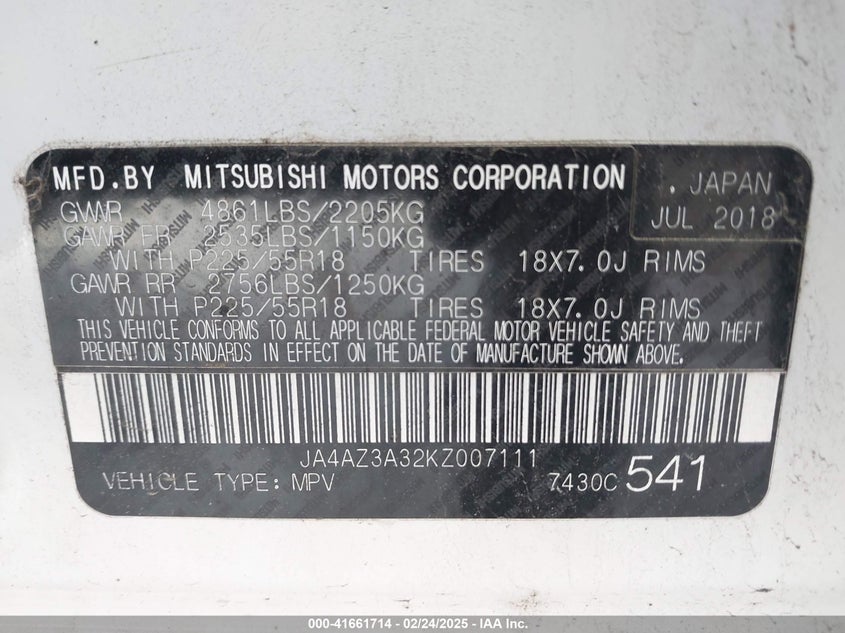 MFD.BY MITSUBISHI MOTORS CORPORATION
. JAPAN
JUL 2018
GVWR 4861LBS/2205KG
GAWR FR 2535LBS/1150KG
WITH P225/55R18 TIRES 18X7.0J RIMS
GAWR RR 2756LBS/1250KG
WITH P225/55R18 TIRES 18X7.0J RIMS
THIS VEHICLE CONFORMS TO ALL APPLICABLE FEDERAL MOTOR VEHICLE SAFETY AND THEFT
PREVENTION STANDARDS IN EFFECT ON THE DATE OF MANUFACTURE SHOWN ABOVE.
JA4AZ3A32KZ007111
VEHICLE TYPE: MPV 7430C 541
000-41661714 - 02/24/2025 - IAA Inc.